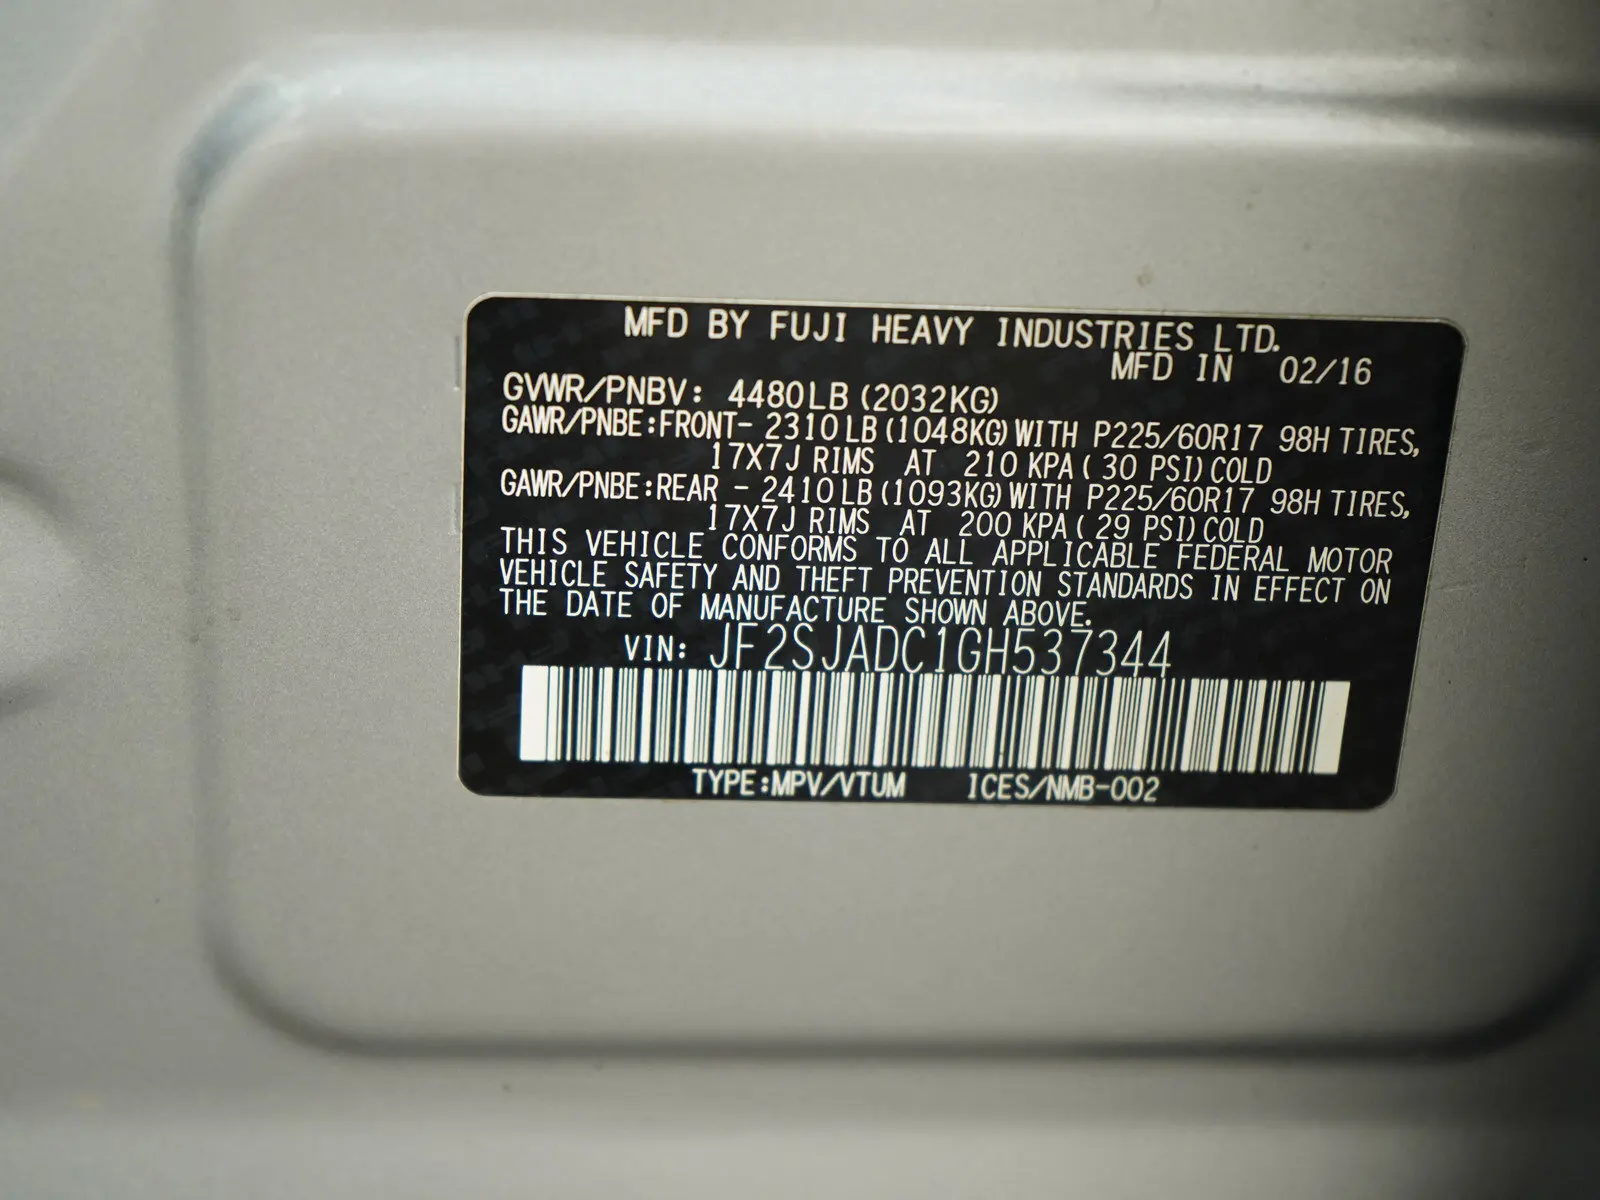 MFD BY FUJI HEAVY INDUSTRIES LTD.
MFD IN 02/16
GVWR/PNBV: 4480LB (2032KG)
GAWR/PNBE:FRONT- 2310LB (1048KG) WITH P225/60R17 98H TIRES,
17X7J RIMS AT 210 KPA ( 30 PSI) COLD
GAWR/PNBE:REAR - 2410LB (1093KG) WITH P225/60R17 98H TIRES,
17X7J RIMS AT 200 KPA ( 29 PSI) COLD
THIS VEHICLE CONFORMS TO ALL APPLICABLE FEDERAL MOTOR
VEHICLE SAFETY AND THEFT PREVENTION STANDARDS IN EFFECT ON
THE DATE OF MANUFACTURE SHOWN ABOVE.
VIN: JF2SJADC1GH537344
TYPE:MPV/VTUM ICES/NMB-002